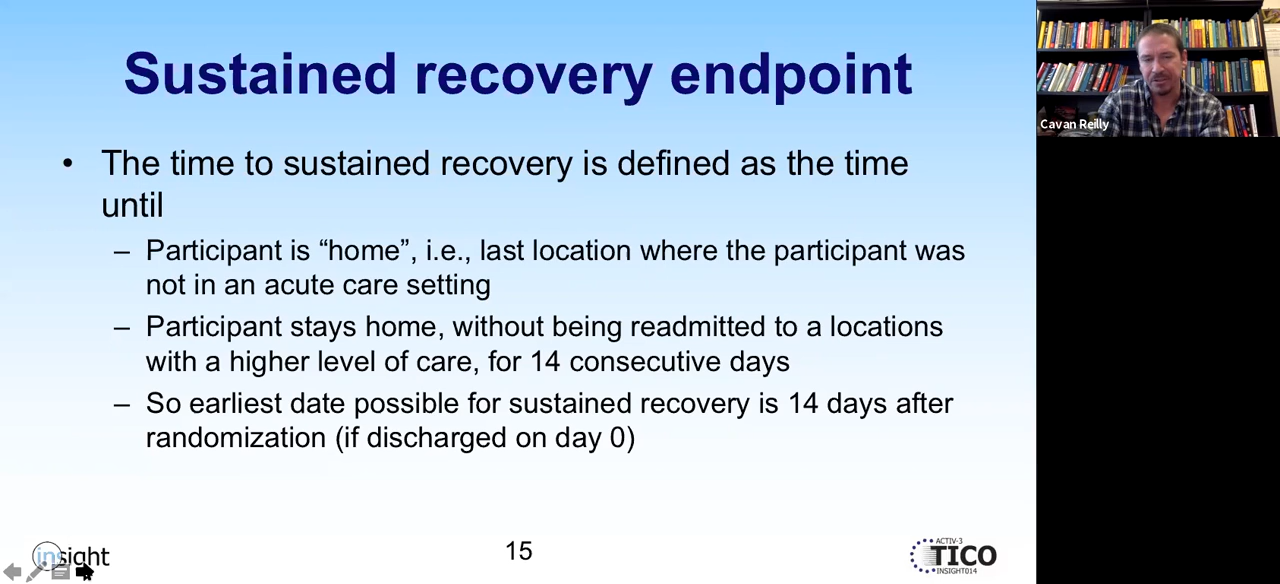 Sustained recovery endpoint
• The time to sustained recovery is defined as the time
until
– Participant is “home”, i.e., last location where the participant was
not in an acute care setting
– Participant stays home, without being readmitted to a locations
with a higher level of care, for 14 consecutive days
– So earliest date possible for sustained recovery is 14 days after
randomization (if discharged on day 0)
insight
15
ACTIV-3
TICO
INSIGHT014
Cavan Reilly